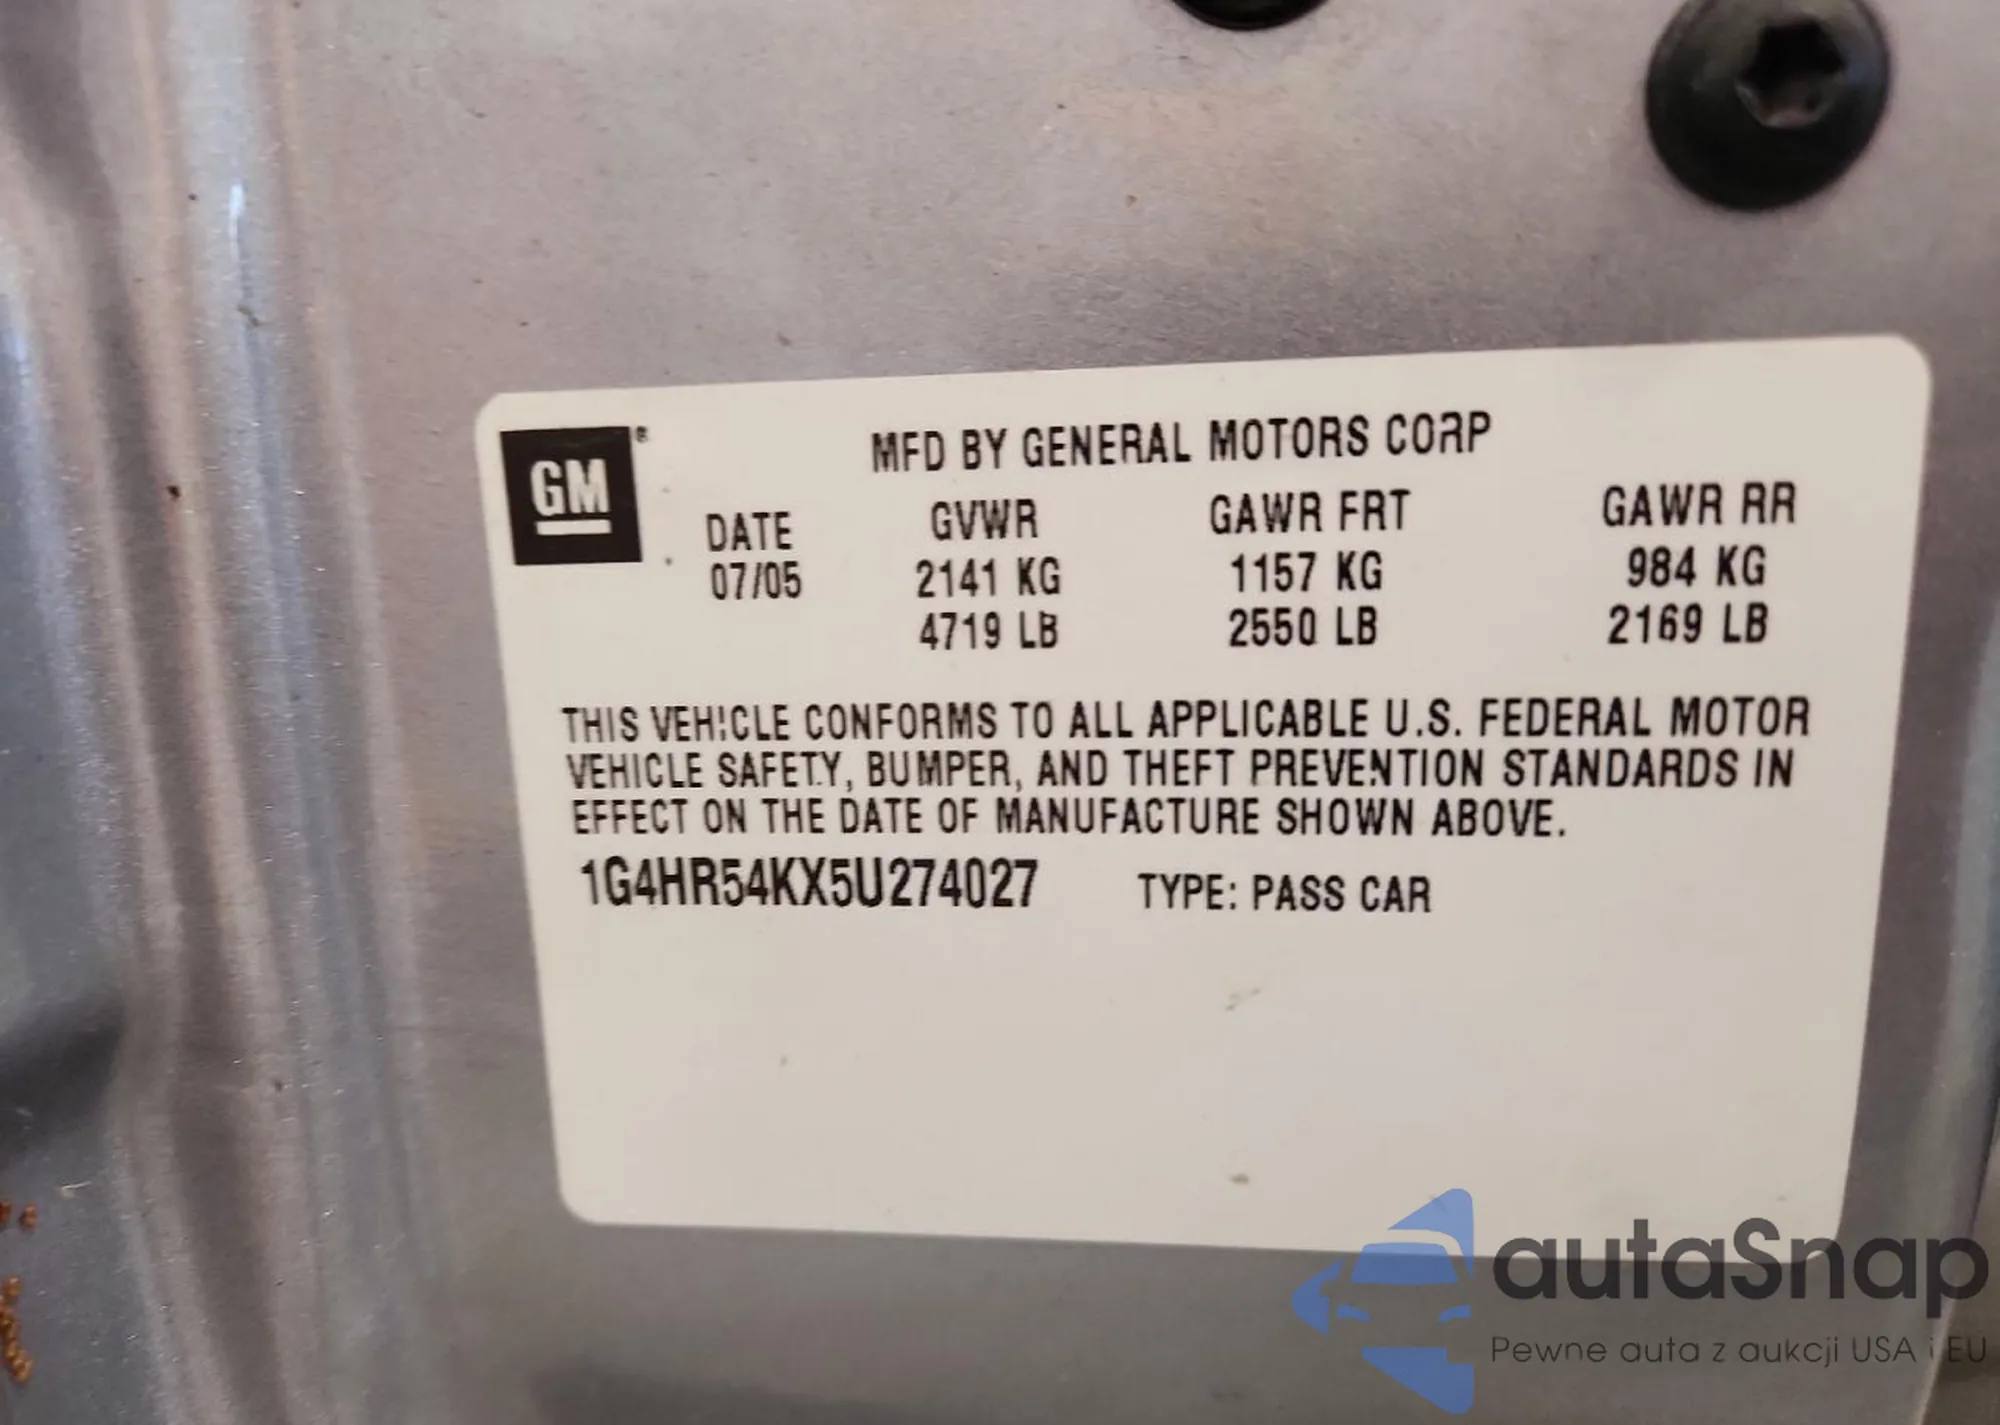 GM®
MFD BY GENERAL MOTORS CORP
DATE GVWR GAWR FRT GAWR RR
07/05 2141 KG 1157 KG 984 KG
4719 LB 2550 LB 2169 LB
THIS VEHICLE CONFORMS TO ALL APPLICABLE U.S. FEDERAL MOTOR
VEHICLE SAFETY, BUMPER, AND THEFT PREVENTION STANDARDS IN
EFFECT ON THE DATE OF MANUFACTURE SHOWN ABOVE.
1G4HR54KX5U274027 TYPE: PASS CAR
autaSnap
Pewne auta z aukcji USA i EU